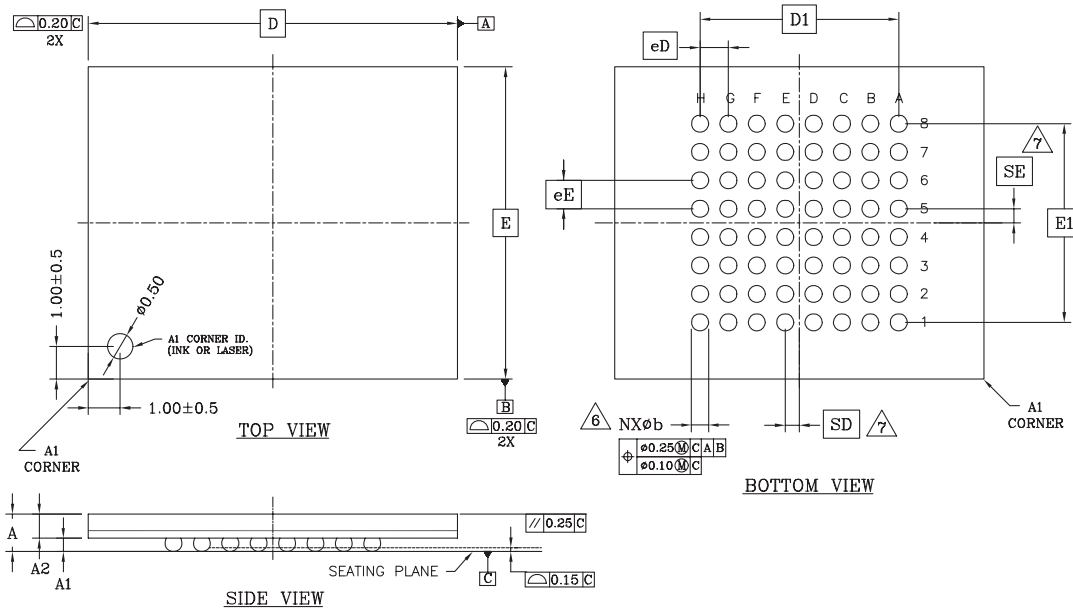 ⌓ 0.20 C
2X
D
A
E
1.00±0.5
ø0.50
A1 CORNER ID.
(INK OR LASER)
1.00±0.5
B
⌓ 0.20 C
2X
A1
CORNER
TOP VIEW
D1
eD
H G F E D C B A
8
7
6
5
4
3
2
1
7
SE
eE
E1
6 NXøb
⌖ ø0.25Ⓜ C A B
ø0.10Ⓜ C
SD 7
A1
CORNER
BOTTOM VIEW
A
A2
A1
// 0.25 C
SEATING PLANE
C
⌓ 0.15 C
SIDE VIEW